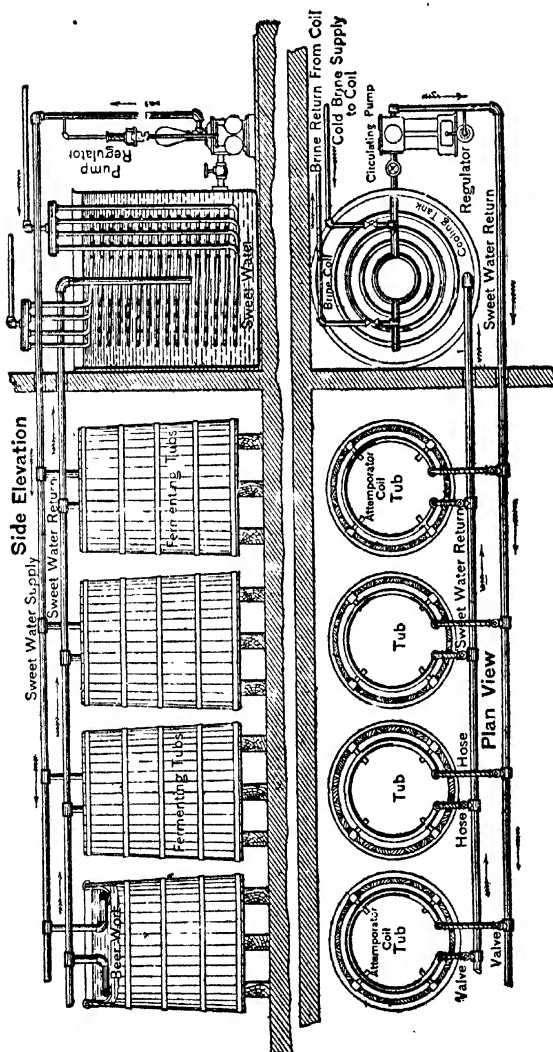 Side Elevation
Sweet Water Supply
Sweet Water Return
Pump
Regulator
Sweet Water
Fermenting Tubs
Fermenting Tubs
Beer Wort
Brine Return From Coil
Cold Brine Supply
to Coil
Circulating Pump
Regulator
Cooling Tank
Brine Coil
Sweet Water Return
Attemporator
Coil
Tub
Sweet Water Return
Tub
Plan View
Hose
Hose
Tub
Attemporator
Coil
Tub
Valve
Valve